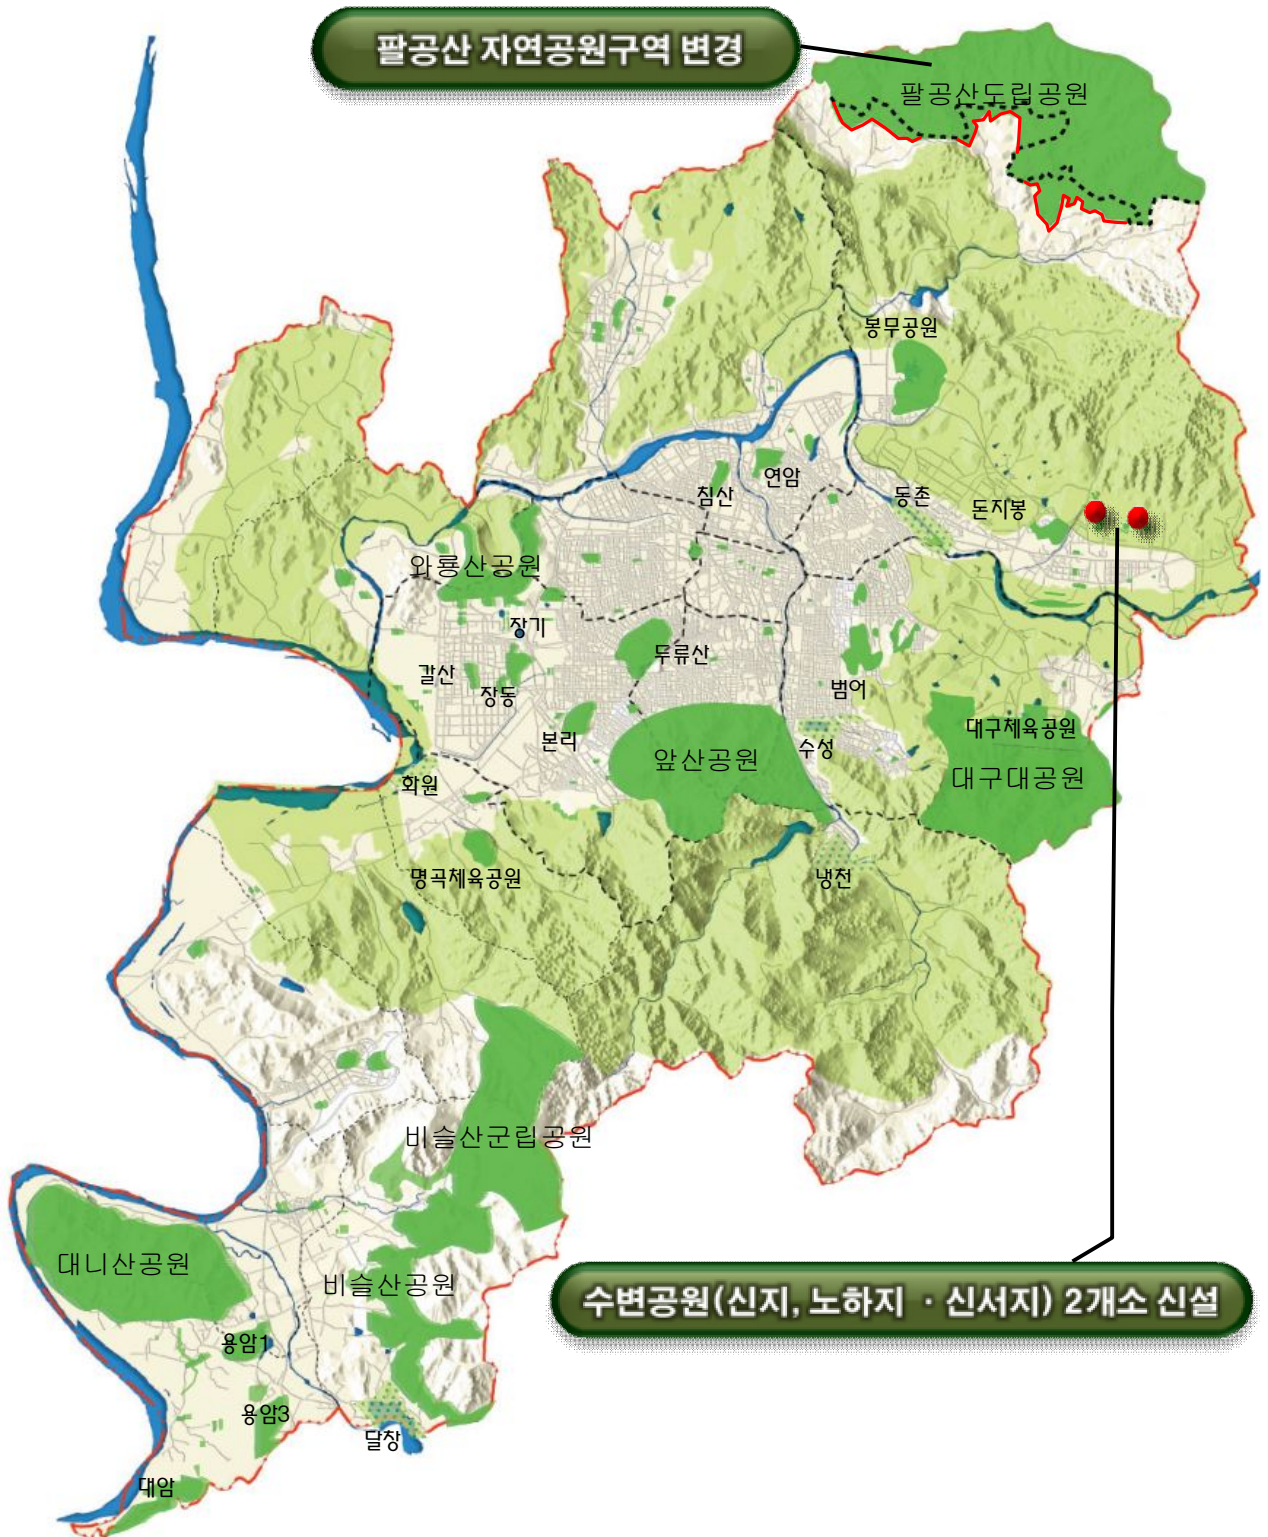 팔공산 자연공원구역 변경
팔공산도립공원
봉무공원
연암
침산
동촌
돈지봉
와룡산공원
장기
두류산
갈산
장동
범어
본리
수성
대구체육공원
앞산공원
대구대공원
화원
명곡체육공원
냉천
비슬산군립공원
대니산공원
비슬산공원
수변공원(신지, 노하지 · 신서지) 2개소 신설
용암1
용암3
달창
대암